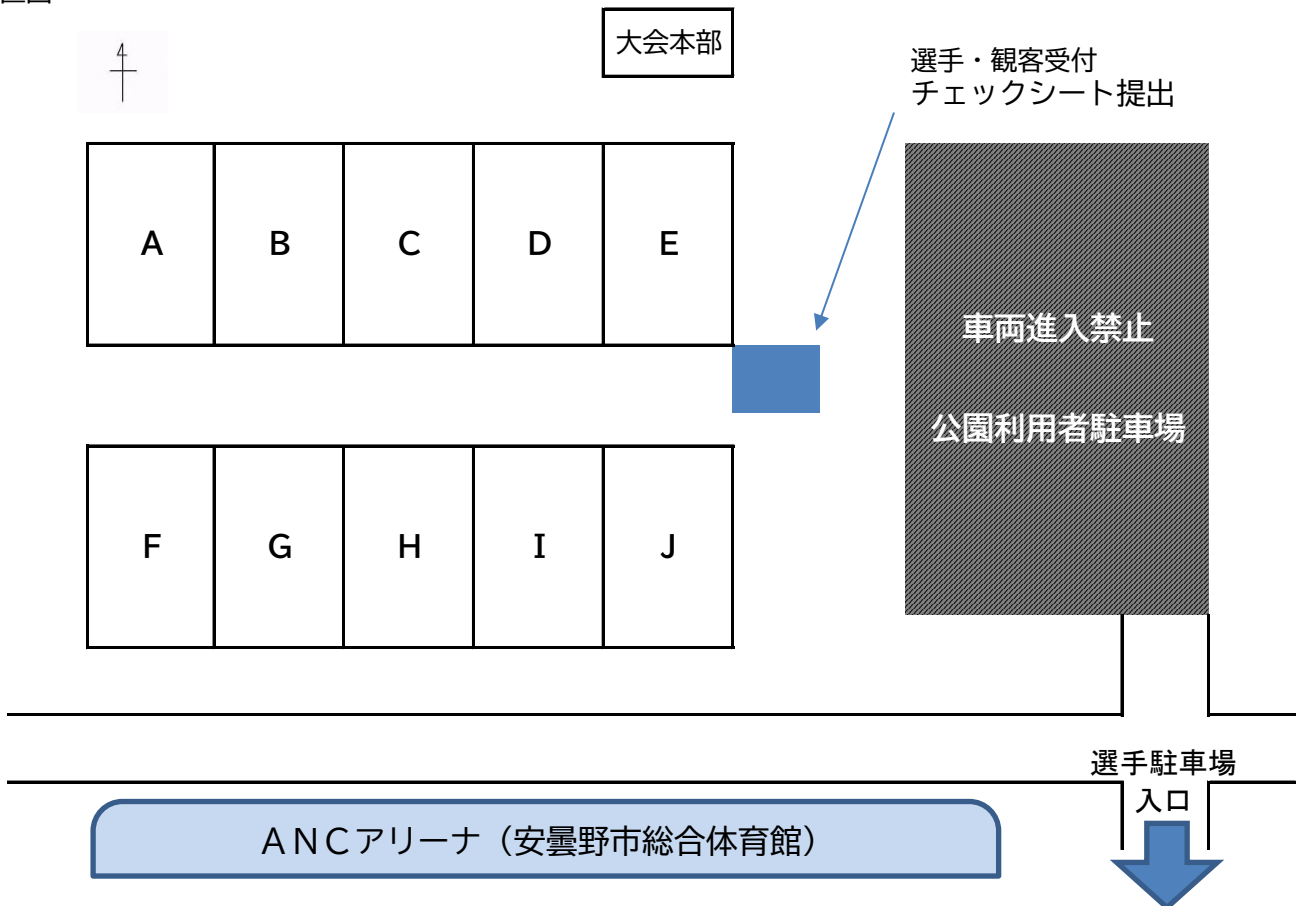 大会本部
選手・観客受付
チェックシート提出
A
B
C
D
E
車両進入禁止
公園利用者駐車場
F
G
H
I
J
選手駐車場
入口
ANCアリーナ（安曇野市総合体育館）